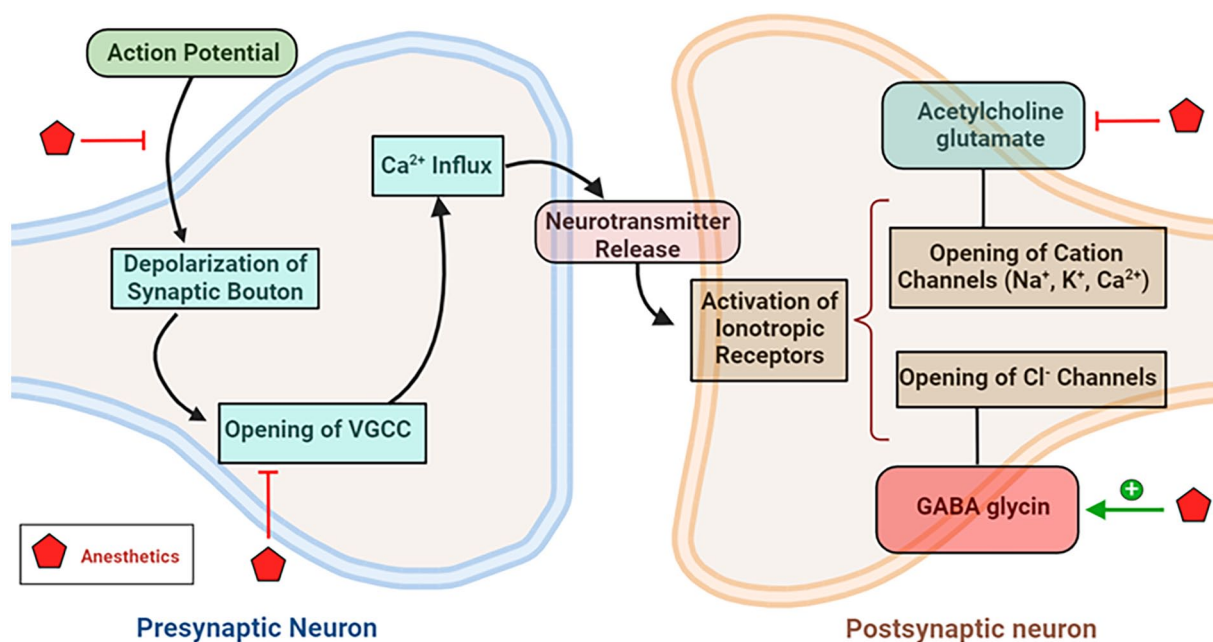 Action Potential
Depolarization of
Synaptic Bouton
Opening of VGCC
Ca²⁺ Influx
Neurotransmitter
Release
Activation of
Ionotropic
Receptors
Acetylcholine
glutamate
Opening of Cation
Channels (Na⁺, K⁺, Ca²⁺)
Opening of Cl⁻ Channels
GABA glycin
+
Anesthetics
Presynaptic Neuron
Postsynaptic neuron